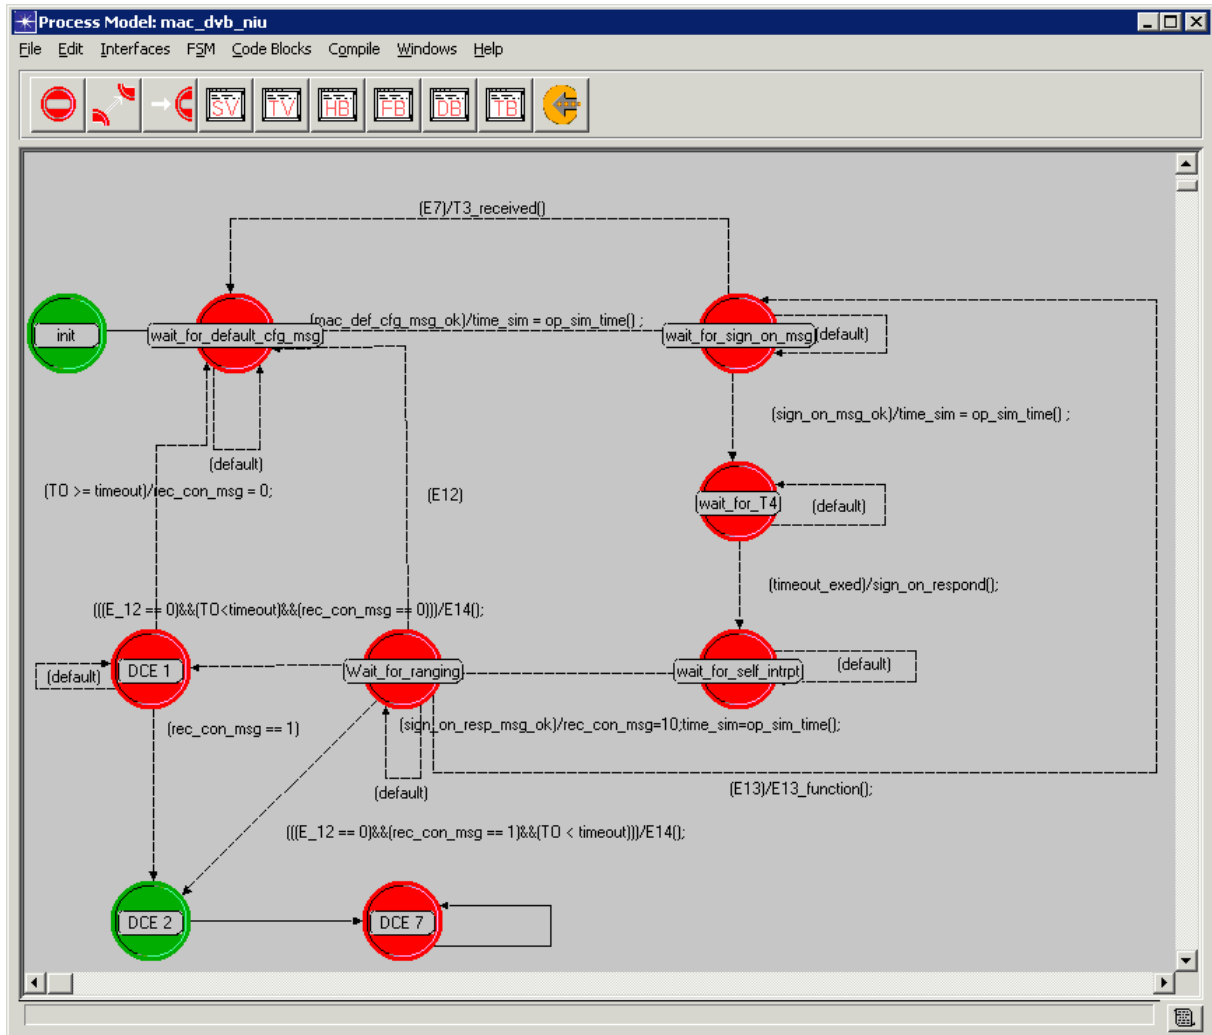 Process Model: mac_dvb_niu
File Edit Interfaces FSM Code Blocks Compile Windows Help
SV TV HB FB DB TB
(E7)/T3_received()
init
wait_for_default_cfg_msg
(mac_def_cfg_msg_ok)/time_sim = op_sim_time() ;
wait_for_sign_on_msg
(default)
(sign_on_msg_ok)/time_sim = op_sim_time() ;
(default)
(TO >= timeout)/rec_con_msg = 0;
(E12)
wait_for_T4
(default)
(timeout_exed)/sign_on_respond();
(((E_12 == 0)&&(TO<timeout)&&(rec_con_msg == 0)))/E14();
(default)
DCE 1
Wait_for_ranging
wait_for_self_intrpt
(default)
(rec_con_msg == 1)
(sign_on_resp_msg_ok)/rec_con_msg=10;time_sim=op_sim_time();
(default)
(E13)/E13_function();
(((E_12 == 0)&&(rec_con_msg == 1)&&(TO < timeout)))/E14();
DCE 2
DCE 7